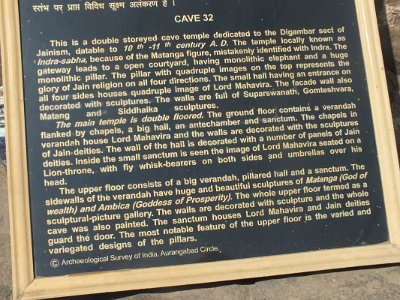 स्तंभ पर प्राप्त विविध सूक्ष्म अलंकरण है ।
CAVE 32
This is a double storeyed cave temple dedicated to the Digambar sect of
Jainism, datable to 10 th -11th century A. D. The temple locally known as
Indra-sabha, because of the Matanga figure, mistakenly identified with Indra. The
gateway leads to a open courtyard, having monolithic elephant and a huge
monolithic pillar. The pillar with quadruple images on the top represents the
glory of Jain religion on all four directions. The small hall having an entrance on
all four sides houses quadruple image of Lord Mahavira. The facade wall also
decorated with sculptures. The walls are full of Suparswanath, Gomteshvara,
Matang and Siddhaika sculptures.
The main temple is double floored. The ground floor contains a verandah
flanked by chapels, a big hall, an antechamber and sanctum. The chapels in
verandah house Lord Mahavira and the walls are decorated with the sculptures
of Jain-deities. The wall of the hall is decorated with a number of panels of Jain
deities. Inside the small sanctum is seen the image of Lord Mahavira seated on a
Lion-throne, with fly whisk-bearers on both sides and umbrellas over his
head.
The upper floor consists of a big verandah, pillared hall and a sanctum. The
sidewalls of the verandah have huge and beautiful sculptures of Matanga (God of
wealth) and Ambica (Goddess of Prosperity). The whole upper floor termed as a
sculptural-picture gallery. The walls are decorated with sculpture and the whole
cave was also painted. The sanctum houses Lord Mahavira and Jain deities
guard the door. The most notable feature of the upper floor is the varied and
variegated designs of the pillars.
© Archaeological Survey of India, Aurangabad Circle.